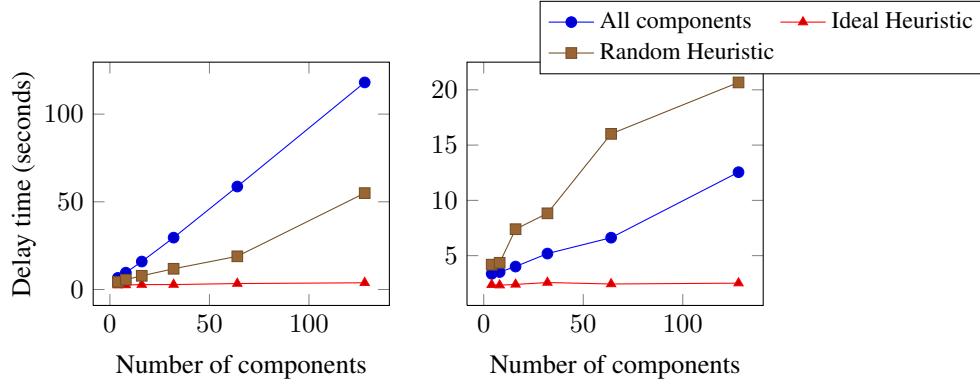 All components
Ideal Heuristic
Random Heuristic
Delay time (seconds)
100
50
0
0
50
100
Number of components
20
15
10
5
0
50
100
Number of components